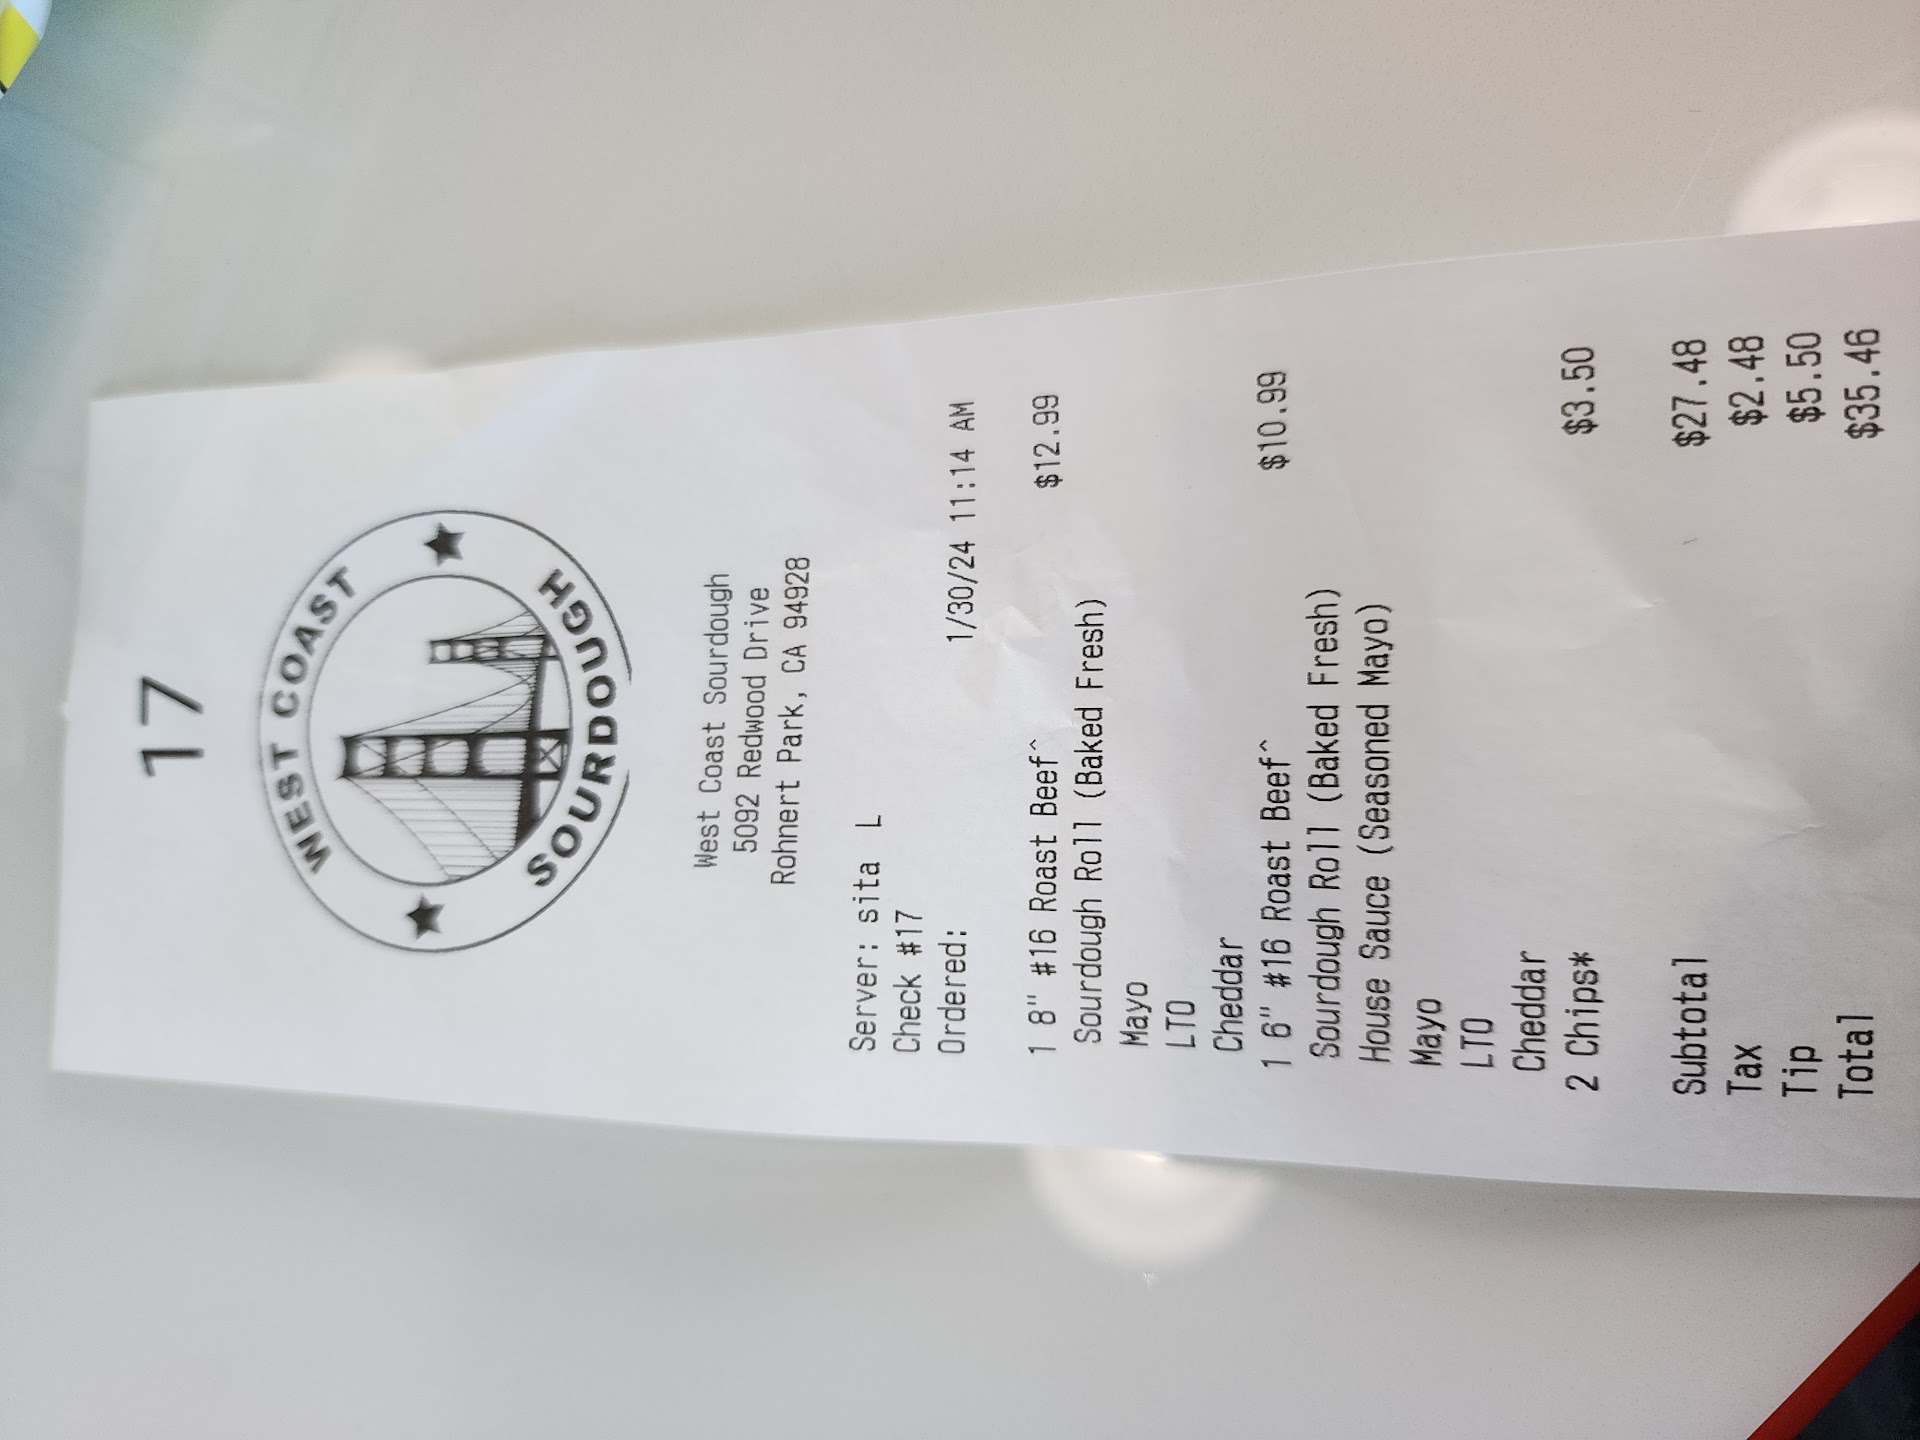 17
WEST COAST
SOURDOUGH
West Coast Sourdough
5092 Redwood Drive
Rohnert Park, CA 94928
Server: sita L
Check #17
Ordered: 1/30/24 11:14 AM
1 8" #16 Roast Beef^ $12.99
Sourdough Roll (Baked Fresh)
Mayo
LTO
Cheddar
1 6" #16 Roast Beef^ $10.99
Sourdough Roll (Baked Fresh)
House Sauce (Seasoned Mayo)
Mayo
LTO
Cheddar
2 Chips* $3.50
Subtotal $27.48
Tax $2.48
Tip $5.50
Total $35.46